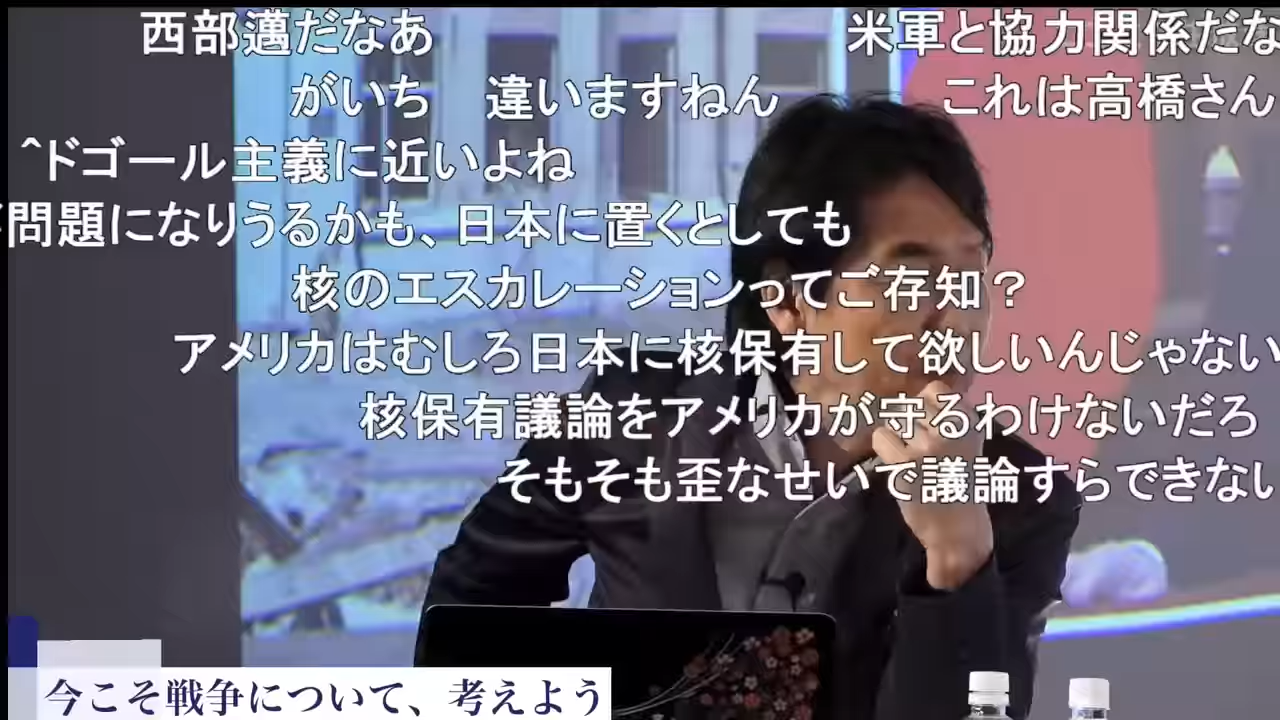 西部邁だなあ
米軍と協力関係だな
がいち 違いますねん
これは高橋さん
^ドゴール主義に近いよね
問題になりうるかも、日本に置くとしても
核のエスカレーションってご存知？
アメリカはむしろ日本に核保有して欲しいんじゃない
核保有議論をアメリカが守るわけないだろ
そもそも歪なせいで議論すらできない
今こそ戦争について、考えよう